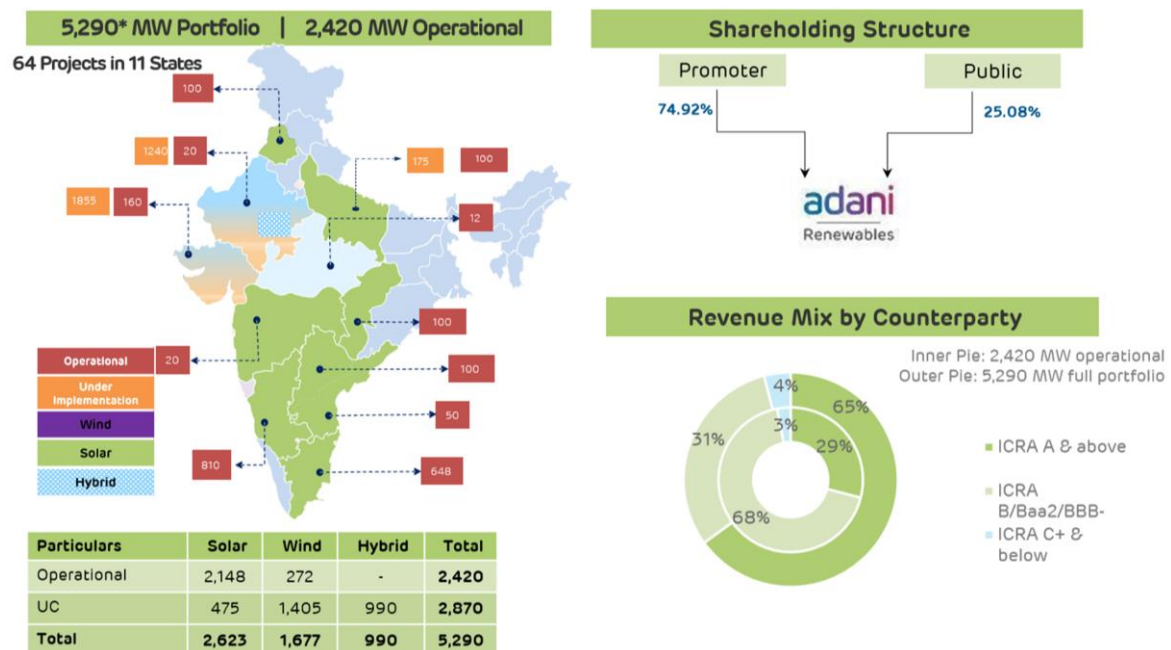 5,290* MW Portfolio | 2,420 MW Operational
64 Projects in 11 States
100
1240 20
175 100
1855 160
12
100
20
100
50
810
648
Operational
Under
Implementation
Wind
Solar
Hybrid
Particulars Solar Wind Hybrid Total
Operational 2,148 272 - 2,420
UC 475 1,405 990 2,870
Total 2,623 1,677 990 5,290
Shareholding Structure
Promoter Public
74.92% 25.08%
adani
Renewables
Revenue Mix by Counterparty
Inner Pie: 2,420 MW operational
Outer Pie: 5,290 MW full portfolio
4%
65%
3%
31% 29%
68%
ICRA A & above
ICRA
B/Baa2/BBB-
ICRA C+ &
below